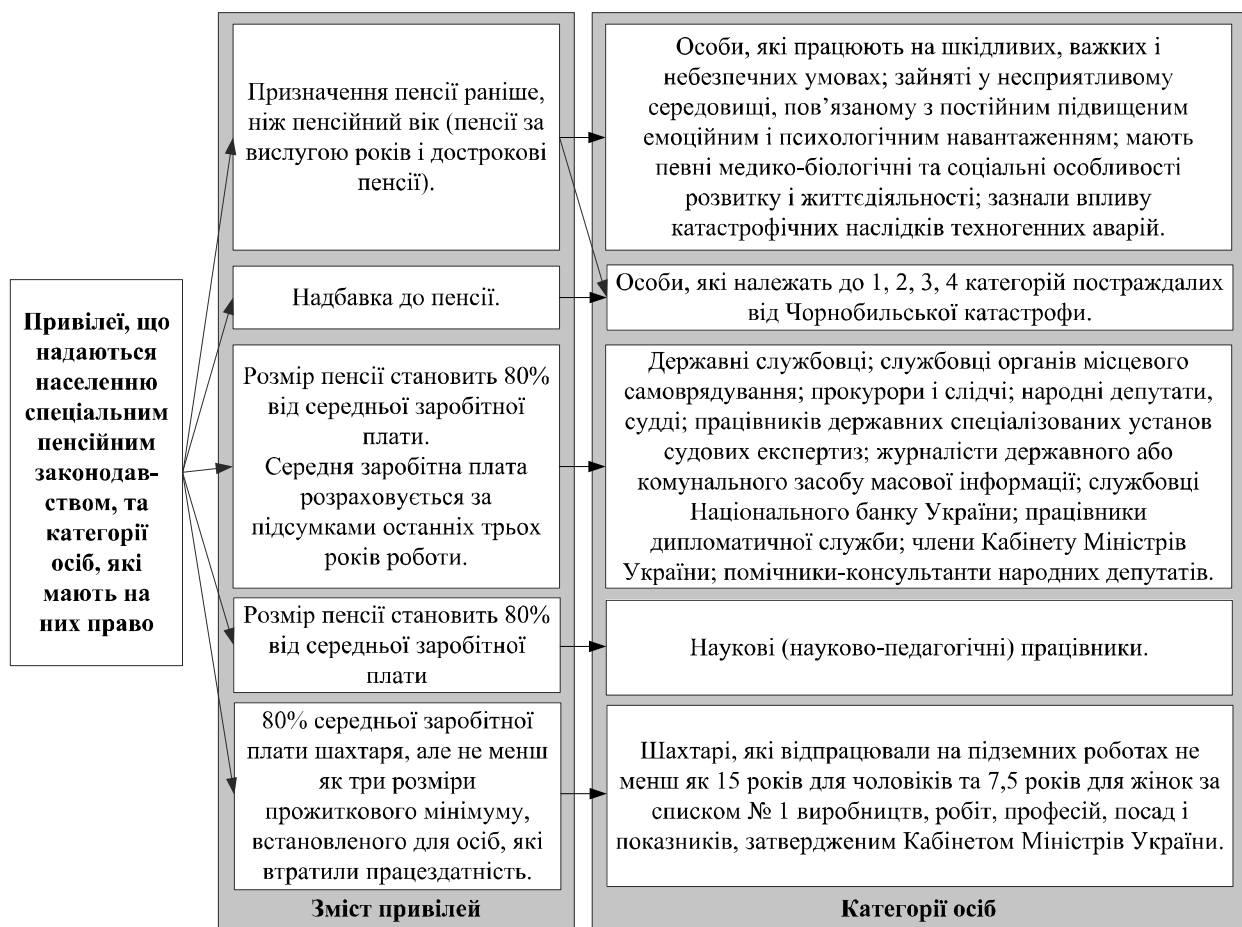 Привілеї, що
надаються
населенню
спеціальним
пенсійним
законодав-
ством, та
категорії
осіб, які
мають на
них право
Призначення пенсії раніше,
ніж пенсійний вік (пенсії за
вислугою років і дострокові
пенсії).
Надбавка до пенсії.
Розмір пенсії становить 80%
від середньої заробітної
плати.
Середня заробітна плата
розраховується за
підсумками останніх трьох
років роботи.
Розмір пенсії становить 80%
від середньої заробітної
плати
80% середньої заробітної
плати шахтаря, але не менш
як три розміри
прожиткового мінімуму,
встановленого для осіб, які
втратили працездатність.
Зміст привілей
Особи, які працюють на шкідливих, важких і
небезпечних умовах; зайняті у несприятливому
середовищі, пов’язаному з постійним підвищеним
емоційним і психологічним навантаженням; мають
певні медико-біологічні та соціальні особливості
розвитку і життєдіяльності; зазнали впливу
катастрофічних наслідків техногенних аварій.
Особи, які належать до 1, 2, 3, 4 категорій постраждалих
від Чорнобильської катастрофи.
Державні службовці; службовці органів місцевого
самоврядування; прокурори і слідчі; народні депутати,
судді; працівників державних спеціалізованих установ
судових експертиз; журналісти державного або
комунального засобу масової інформації; службовці
Національного банку України; працівники
дипломатичної служби; члени Кабінету Міністрів
України; помічники-консультанти народних депутатів.
Наукові (науково-педагогічні) працівники.
Шахтарі, які відпрацювали на підземних роботах не
менш як 15 років для чоловіків та 7,5 років для жінок за
списком № 1 виробництв, робіт, професій, посад і
показників, затвердженим Кабінетом Міністрів України.
Категорії осіб